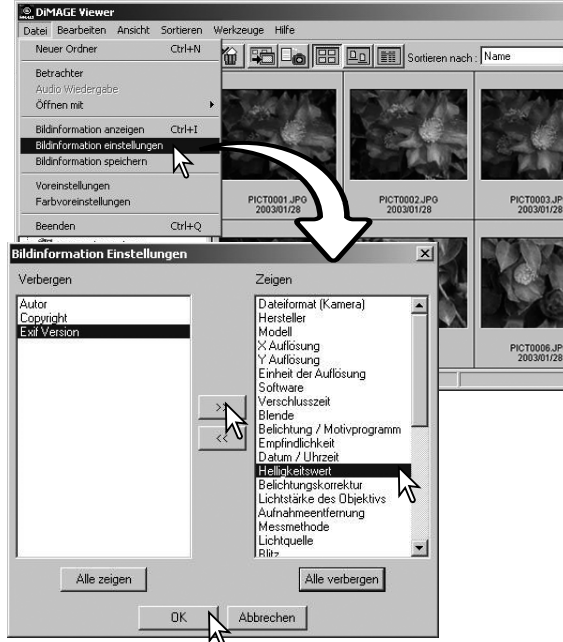 DiMAGE Viewer
Datei Bearbeiten Ansicht Sortieren Werkzeuge Hilfe
Neuer Ordner Ctrl+N
Sortieren nach : Name
Betrachter
Audio Wiedergabe
Öffnen mit
Bildinformation anzeigen Ctrl+I
Bildinformation einstellungen
Bildinformation speichern
Voreinstellungen
Farbvoreinstellungen
Beenden Ctrl+Q
PICT0001.JPG
2003/01/28
PICT0002.JPG
2003/01/28
PICT0003.JP
2003/01/28
PICT0006.JP
2003/01/28
Bildinformation Einstellungen
Verbergen
Autor
Copyright
Exif Version
>>
<<
Zeigen
Dateiformat (Kamera)
Hersteller
Modell
X Auflösung
Y Auflösung
Einheit der Auflösung
Software
Verschlusszeit
Blende
Belichtung / Motivprogramm
Empfindlichkeit
Datum / Uhrzeit
Helligkeitswert
Belichtungskorrektur
Lichtstärke des Objektivs
Aufnahmeentfernung
Messmethode
Lichtquelle
Blitz
Alle zeigen
Alle verbergen
OK
Abbrechen